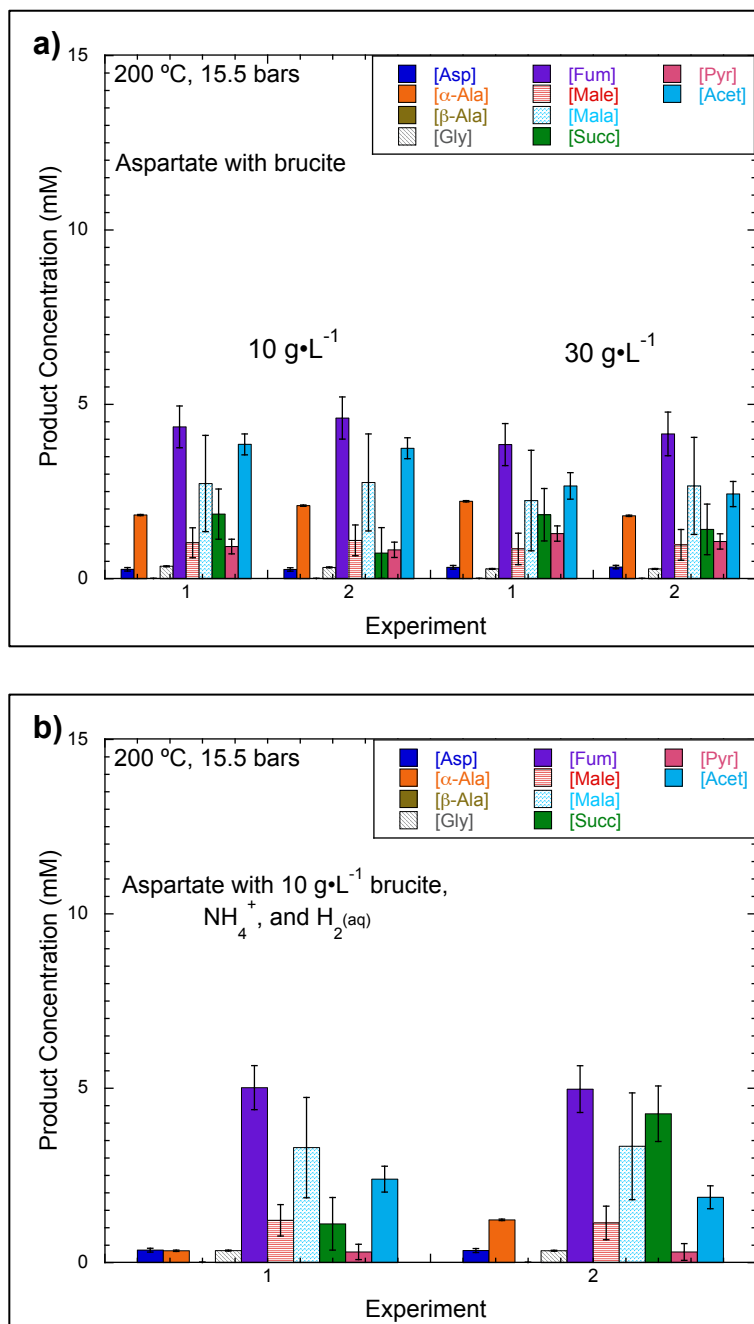 a)
15
200 ºC, 15.5 bars
[Asp] [Fum] [Pyr]
[α-Ala] [Male] [Acet]
[β-Ala] [Mala]
[Gly] [Succ]
Aspartate with brucite
10
10 g•L⁻¹ 30 g•L⁻¹
5
0
1 2 1 2
Product Concentration (mM)
Experiment
b)
15
200 ºC, 15.5 bars
[Asp] [Fum] [Pyr]
[α-Ala] [Male] [Acet]
[β-Ala] [Mala]
[Gly] [Succ]
Aspartate with 10 g•L⁻¹ brucite,
NH₄⁺, and H₂(aq)
10
5
0
1 2
Product Concentration (mM)
Experiment